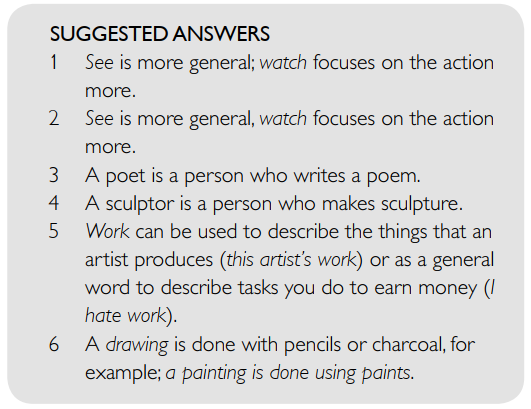 SUGGESTED ANSWERS
1 See is more general; watch focuses on the action
more.
2 See is more general, watch focuses on the action
more.
3 A poet is a person who writes a poem.
4 A sculptor is a person who makes sculpture.
5 Work can be used to describe the things that an
artist produces (this artist's work) or as a general
word to describe tasks you do to earn money (I
hate work).
6 A drawing is done with pencils or charcoal, for
example; a painting is done using paints.